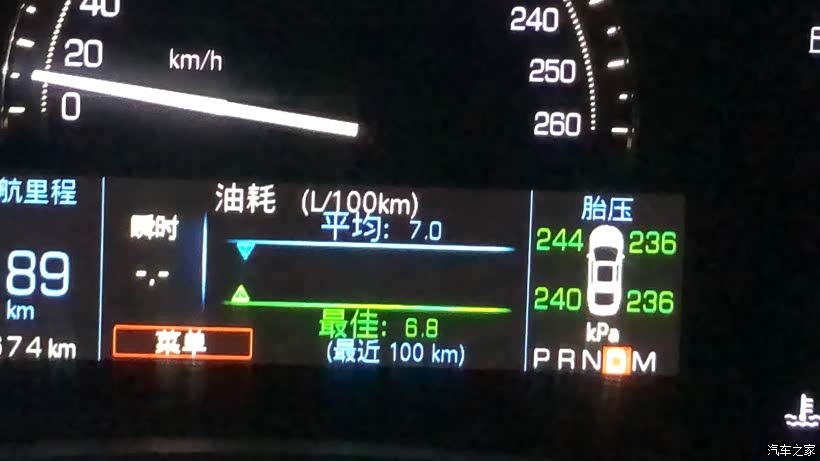 40
20
km/h
0
240
250
260
航里程
89
km
674 km
油耗 (L/100km)
瞬时
-.-
平均: 7.0
最佳: 6.8
(最近 100 km)
菜单
胎压
244 236
240 236
kPa
P R N D M
汽车之家